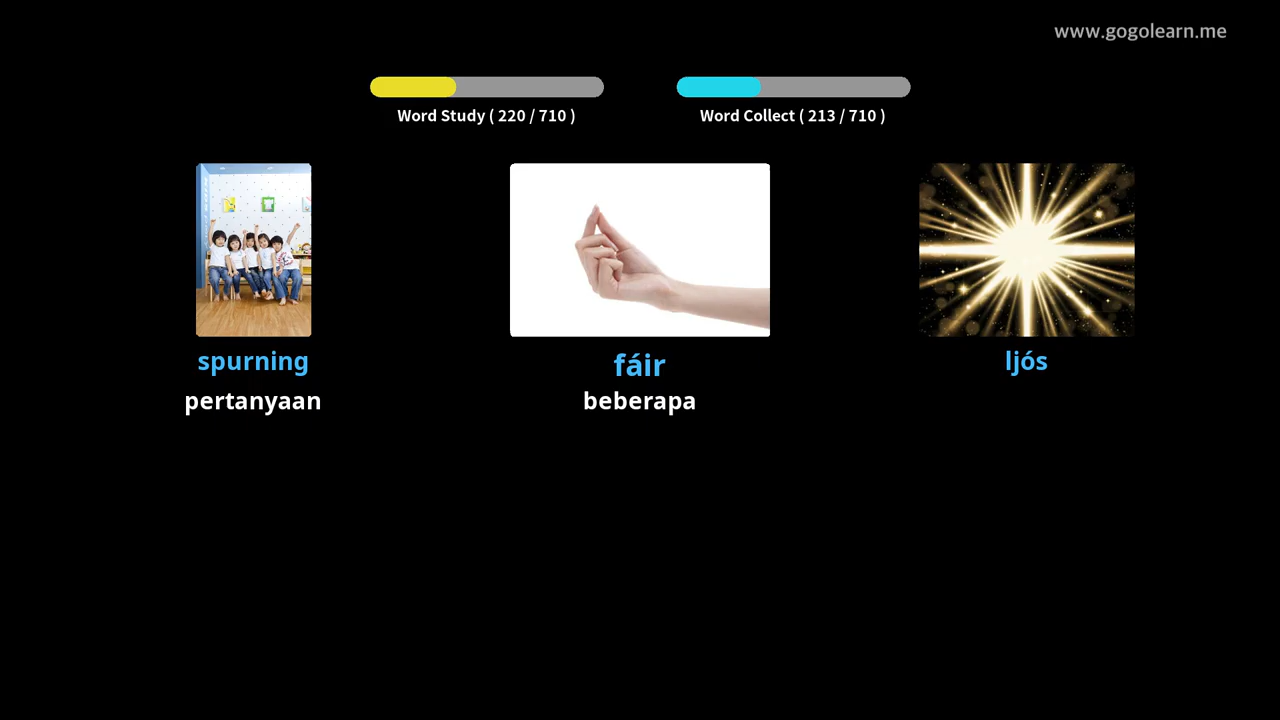 www.gogolearn.me
Word Study ( 220 / 710 )
Word Collect ( 213 / 710 )
spurning
pertanyaan
fáir
beberapa
ljós